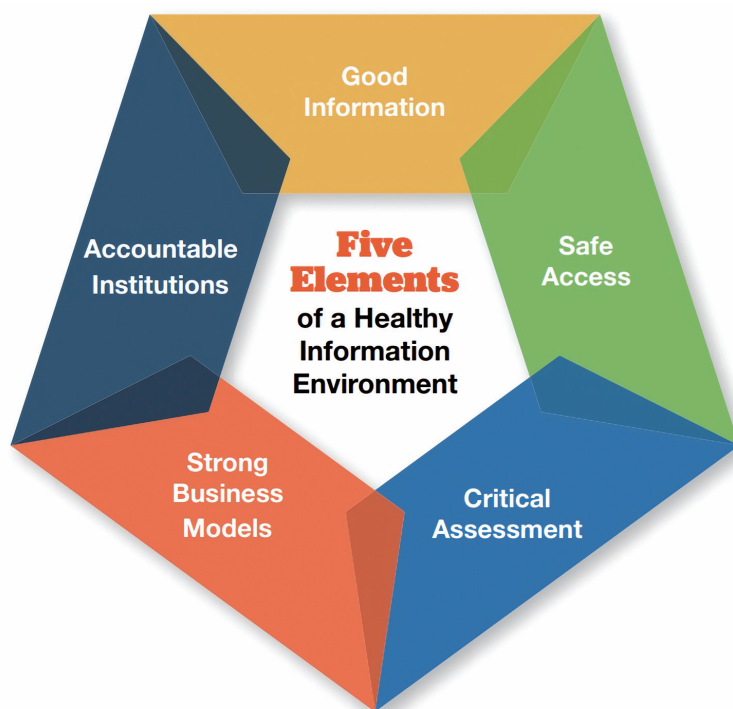 Good
Information
Safe
Access
Critical
Assessment
Strong
Business
Models
Accountable
Institutions
Five
Elements
of a Healthy
Information
Environment